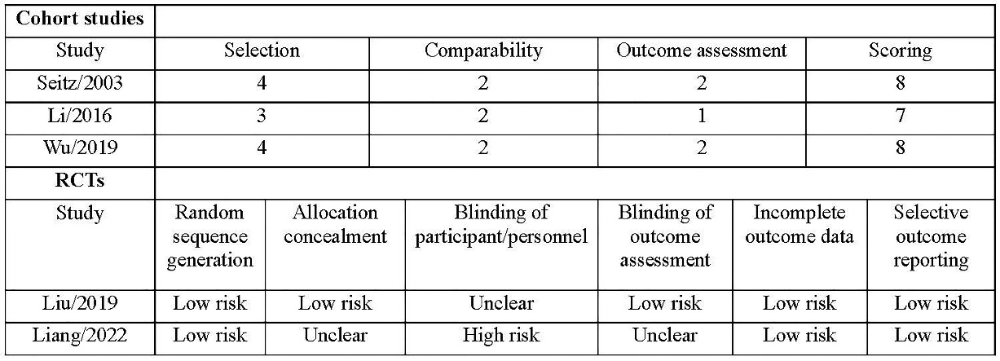 Cohort studies
Study Selection Comparability Outcome assessment Scoring
Seitz/2003 4 2 2 8
Li/2016 3 2 1 7
Wu/2019 4 2 2 8
RCTs
Study Random sequence generation Allocation concealment Blinding of participant/personnel Blinding of outcome assessment Incomplete outcome data Selective outcome reporting
Liu/2019 Low risk Low risk Unclear Low risk Low risk Low risk
Liang/2022 Low risk Unclear High risk Unclear Low risk Low risk